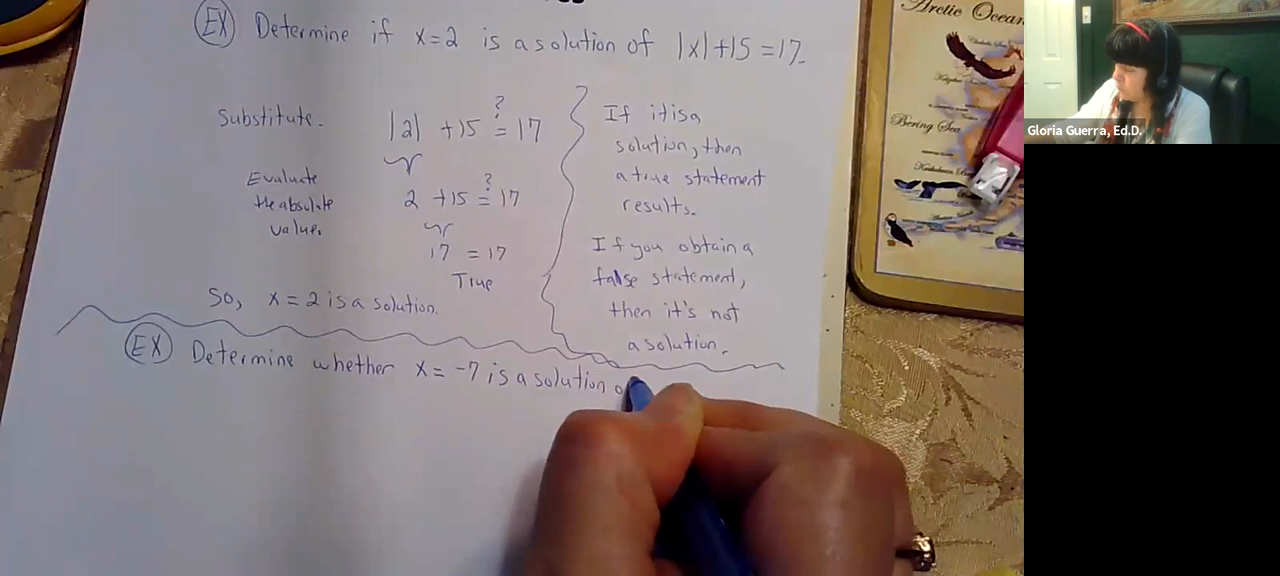 EX Determine if x=2 is a solution of |x|+15=17.
Substitute.
|2| +15 ?= 17
Evaluate
the absolute
value.
2 +15 ?= 17
17 = 17
True
So, x=2 is a solution.
If it is a
solution, then
a true statement
results.
If you obtain a
false statement,
then it's not
a solution.
EX Determine whether x= -7 is a solution o
Arctic Ocean
Bering Sea
Gloria Guerra, Ed.D.